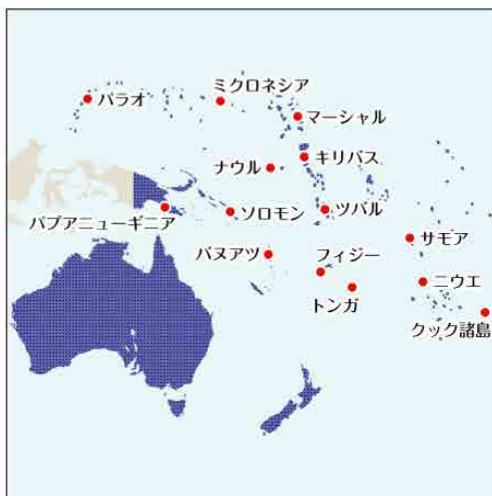 ミクロネシア
パラオ
マーシャル
キリバス
ナウル
パプアニューギニア
ソロモン
ツバル
サモア
バヌアツ
フィジー
ニウエ
トンガ
クック諸島